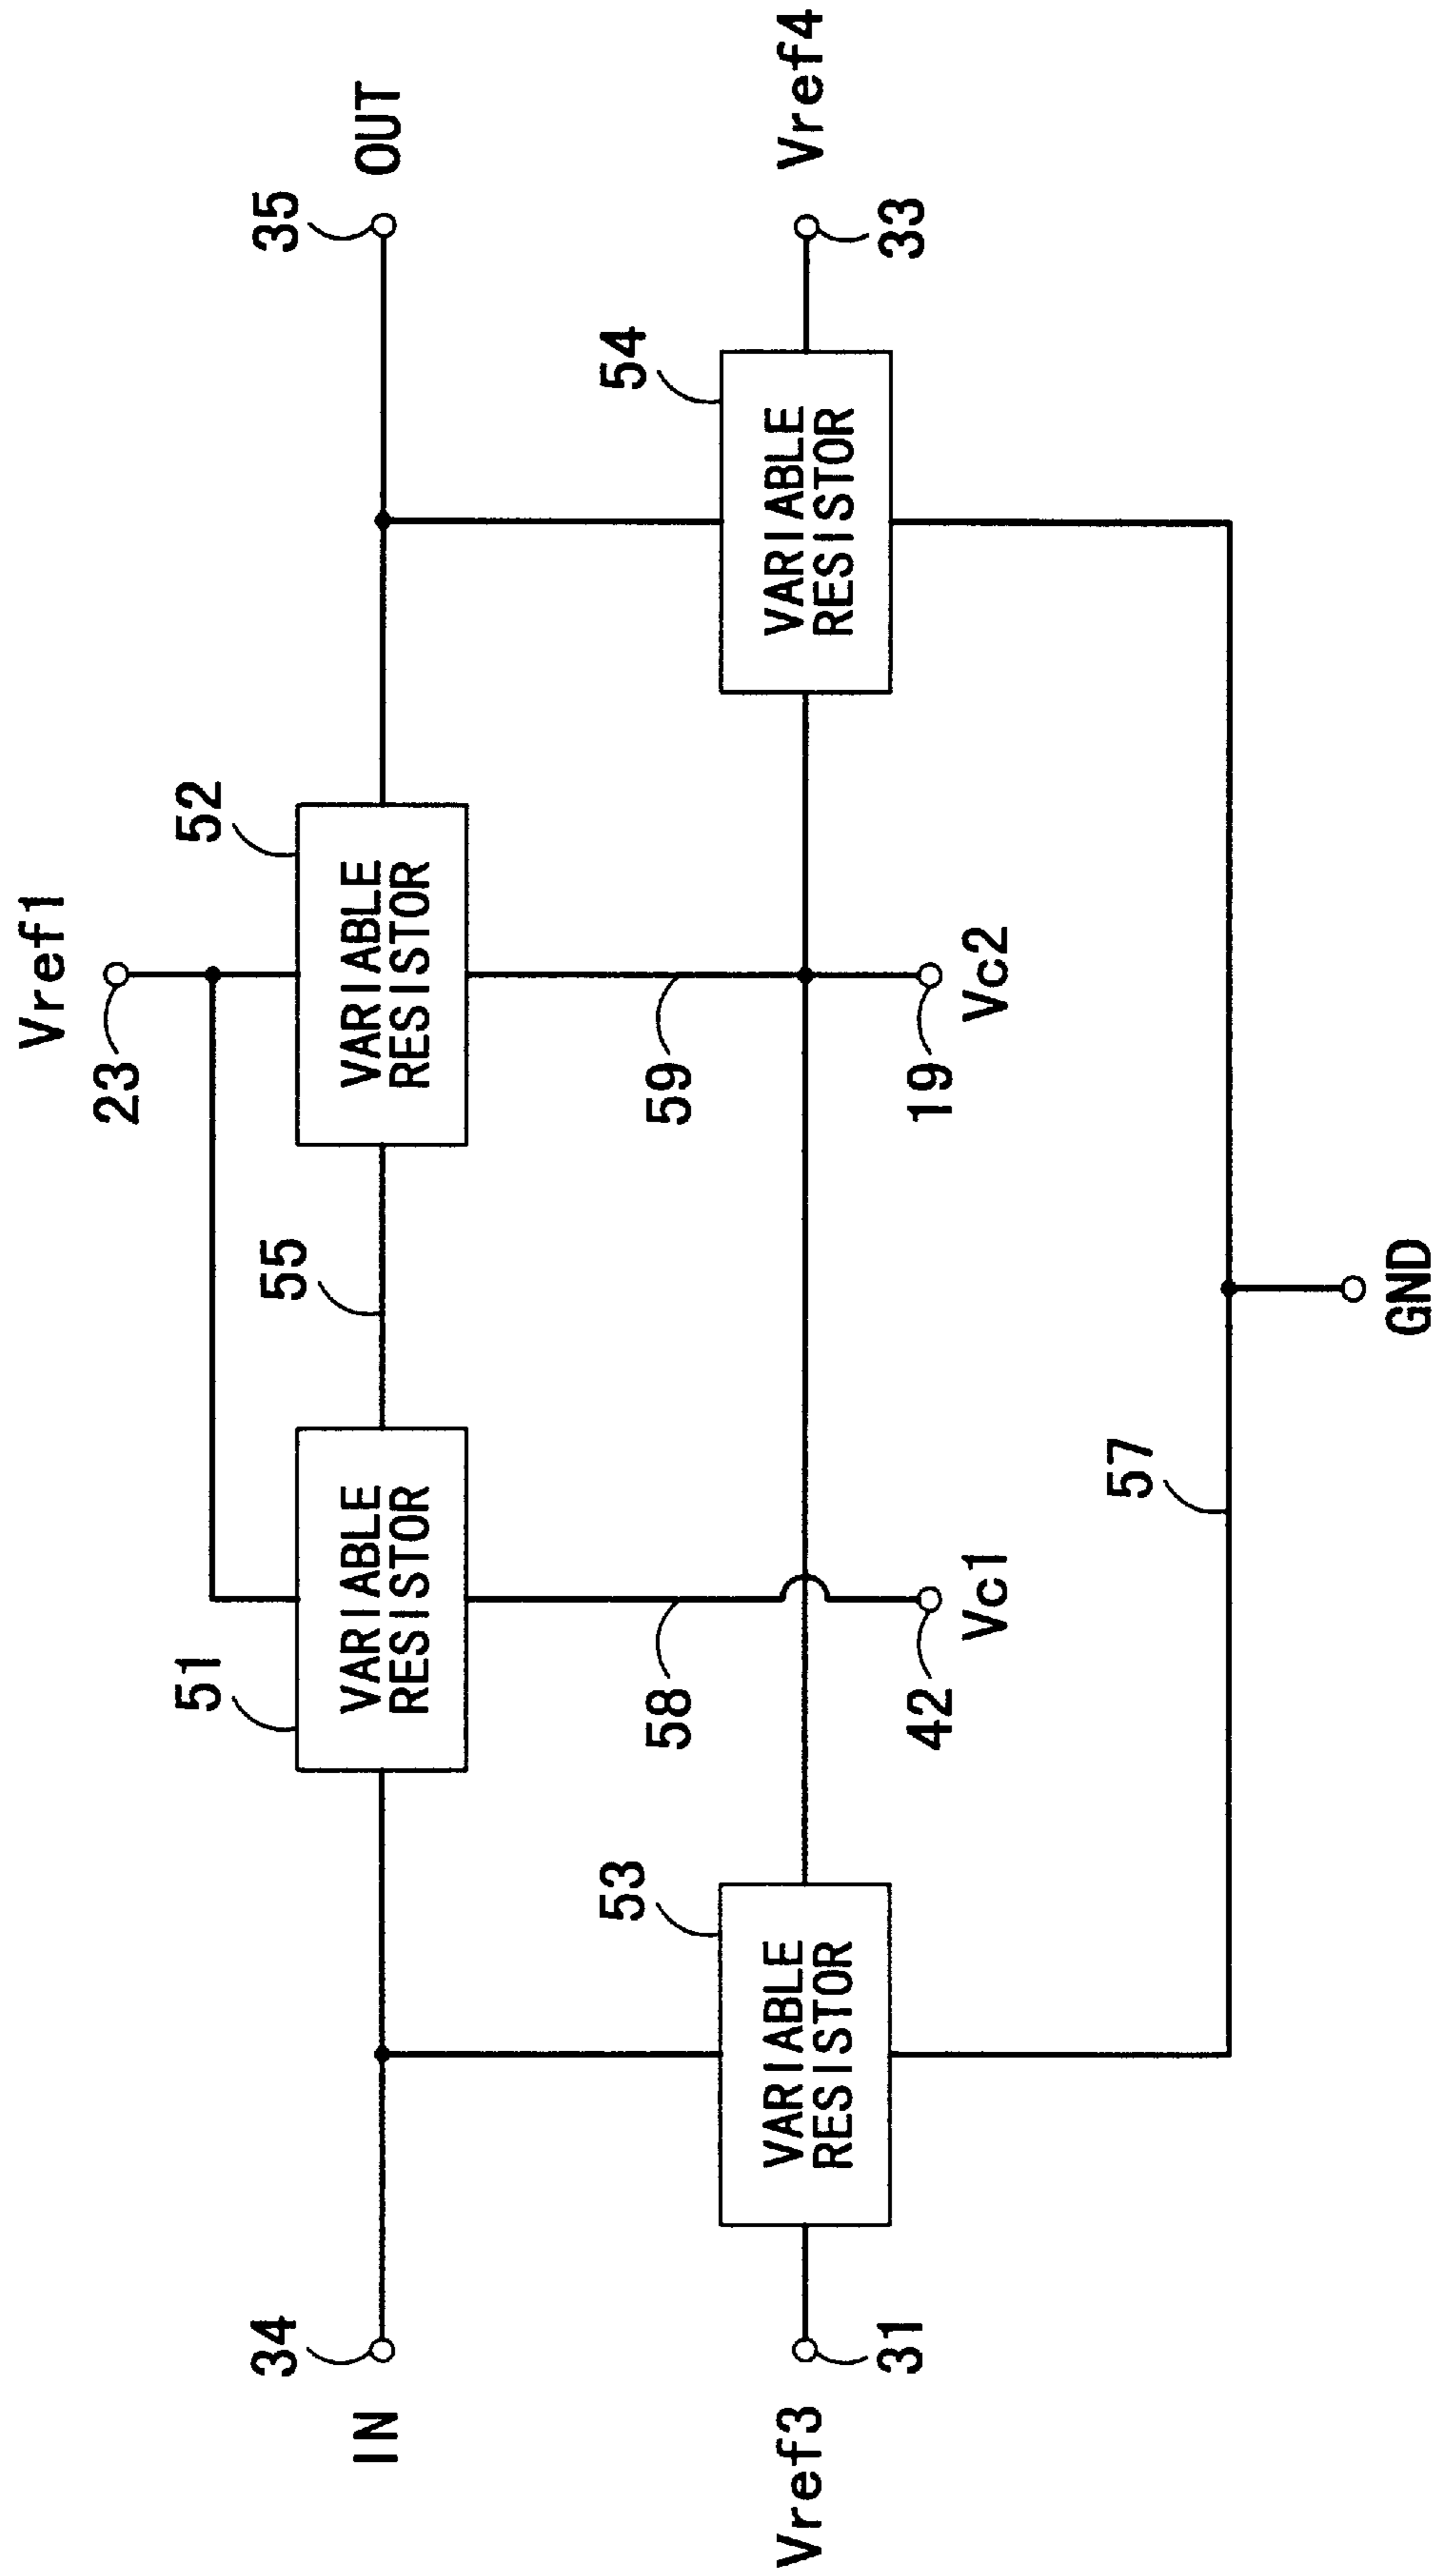 Vref1
23
51
52
34
55
35
IN
VARIABLE
RESISTOR
VARIABLE
RESISTOR
OUT
53
58
59
54
Vref3
31
VARIABLE
RESISTOR
VARIABLE
RESISTOR
33
Vref4
42
19
Vc1
Vc2
57
GND